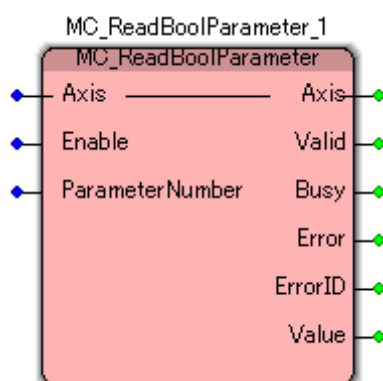 MC_ReadBoolParameter_1
MC_ReadBoolParameter
Axis Axis
Enable Valid
ParameterNumber Busy
Error
ErrorID
Value